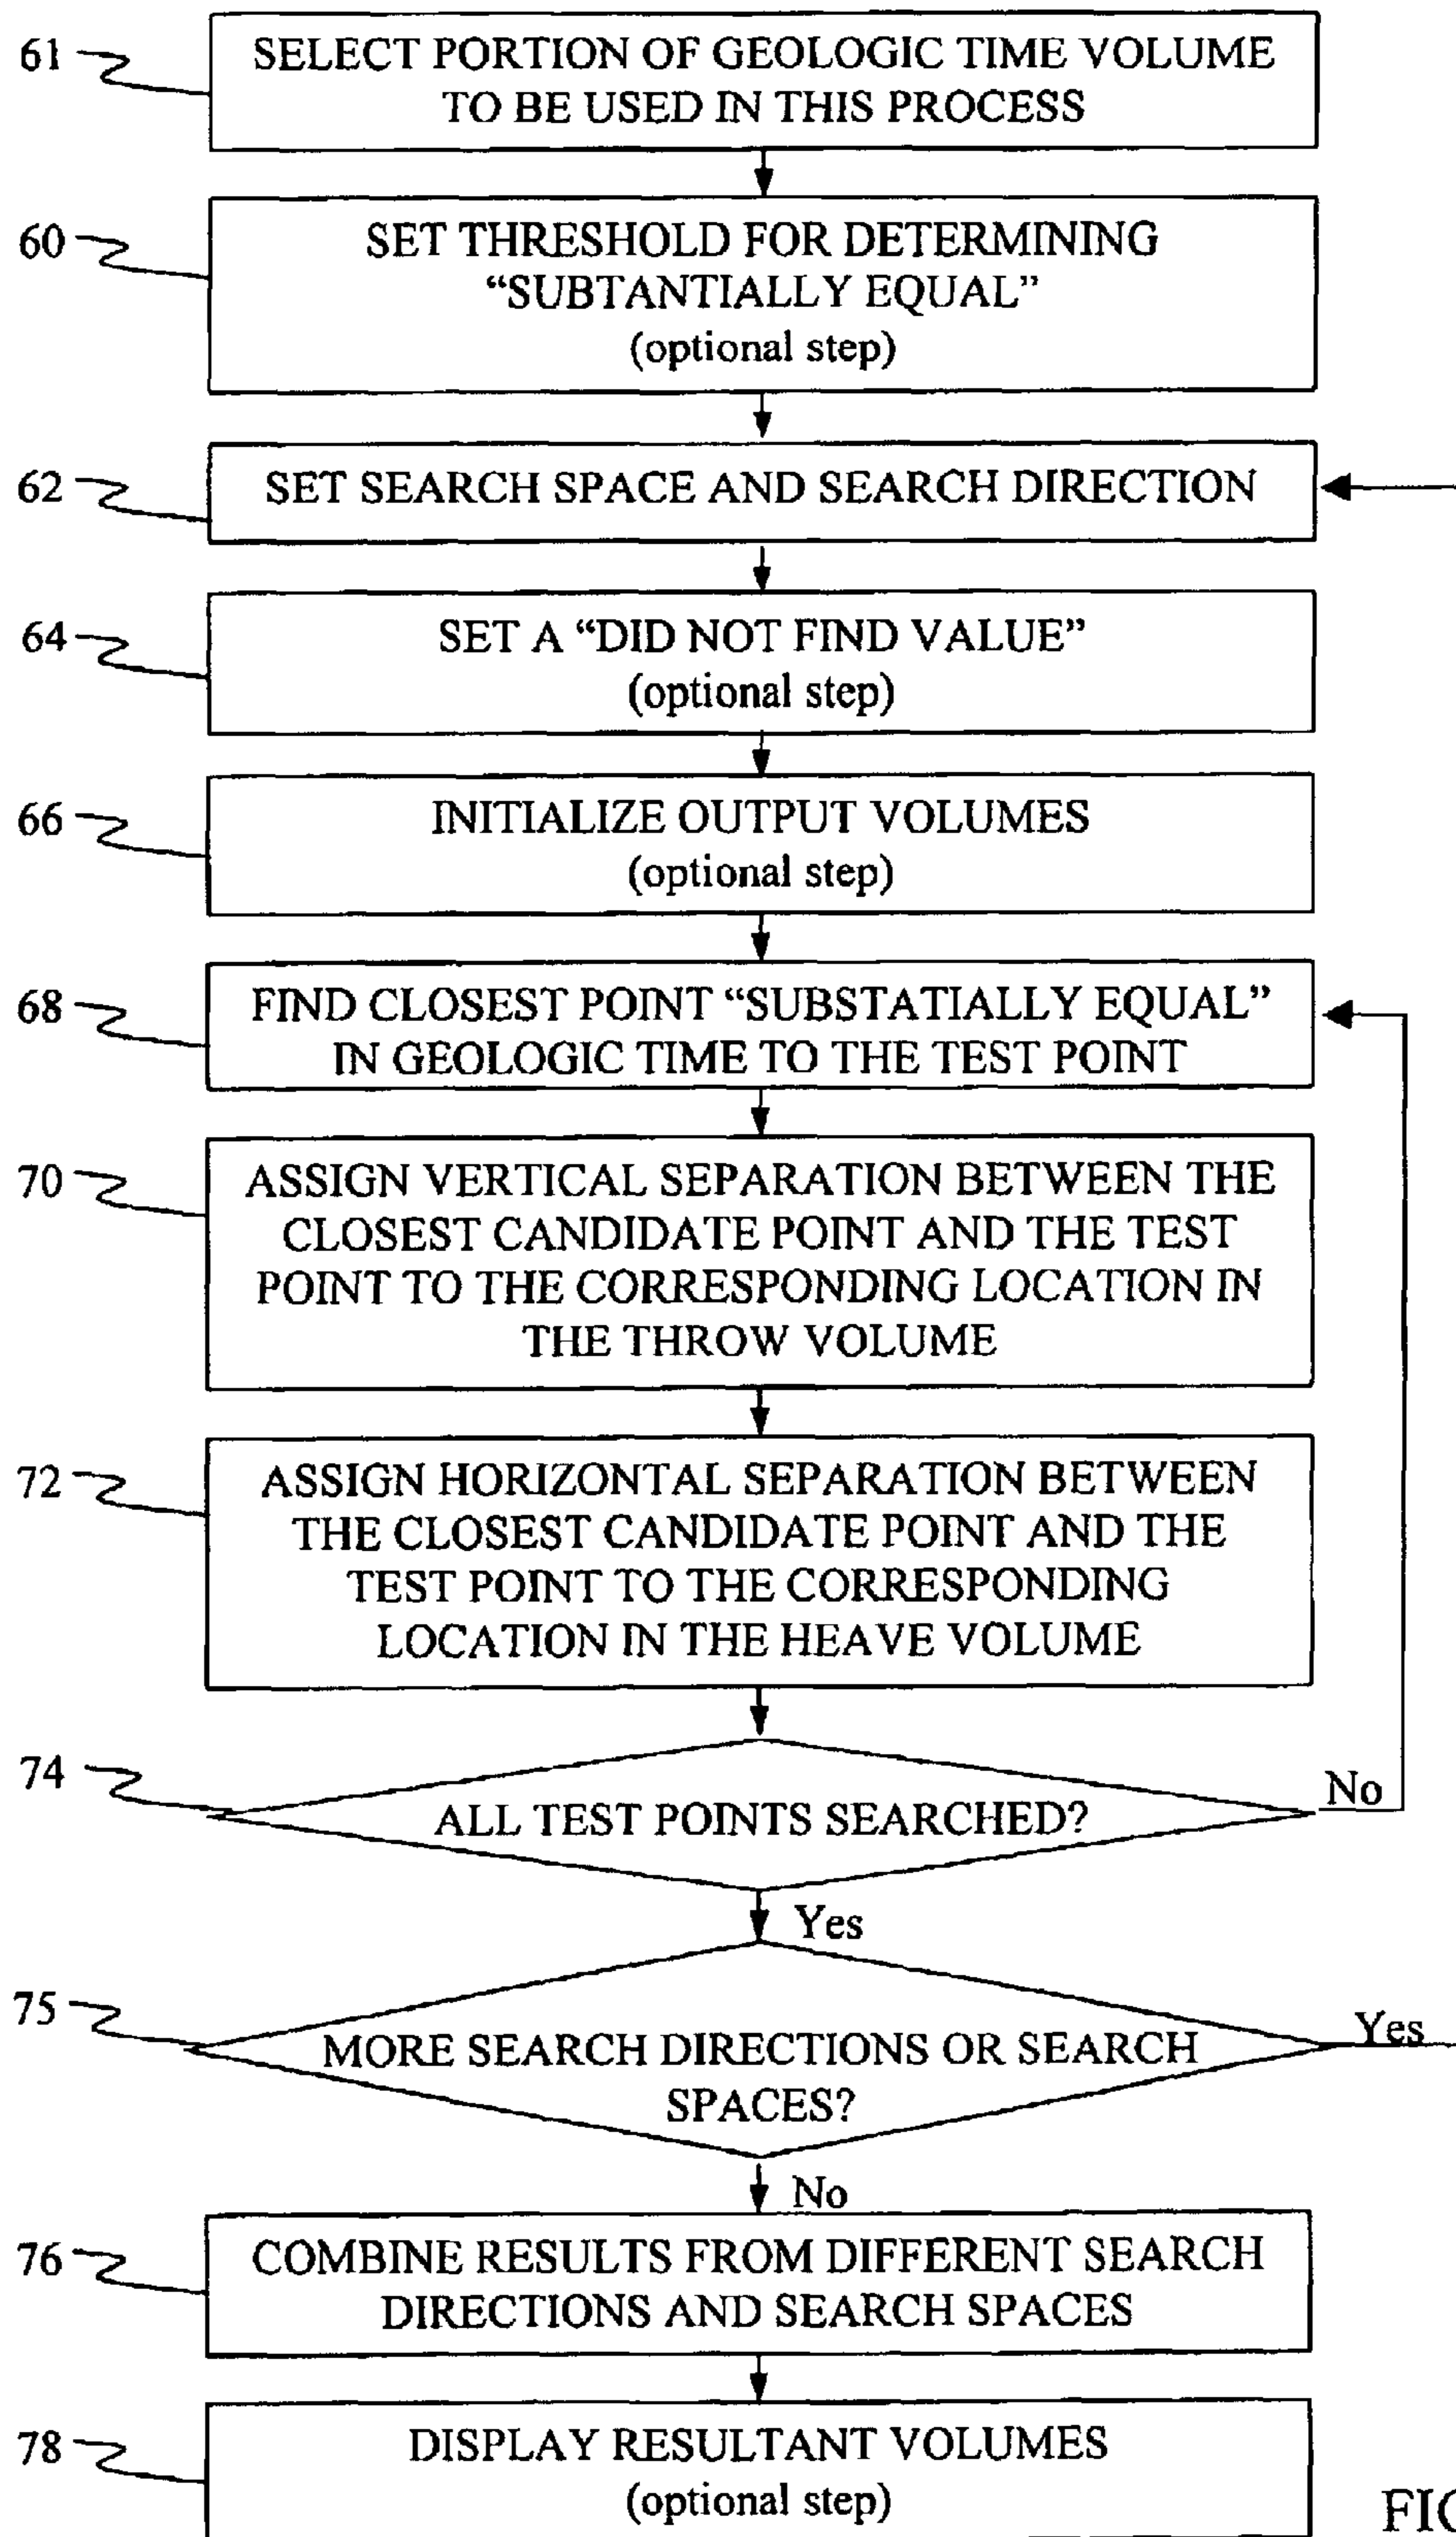 61
SELECT PORTION OF GEOLOGIC TIME VOLUME
TO BE USED IN THIS PROCESS
60
SET THRESHOLD FOR DETERMINING
“SUBTANTIALLY EQUAL”
(optional step)
62
SET SEARCH SPACE AND SEARCH DIRECTION
64
SET A “DID NOT FIND VALUE”
(optional step)
66
INITIALIZE OUTPUT VOLUMES
(optional step)
68
FIND CLOSEST POINT “SUBSTATIALLY EQUAL”
IN GEOLOGIC TIME TO THE TEST POINT
70
ASSIGN VERTICAL SEPARATION BETWEEN THE
CLOSEST CANDIDATE POINT AND THE TEST
POINT TO THE CORRESPONDING LOCATION IN
THE THROW VOLUME
72
ASSIGN HORIZONTAL SEPARATION BETWEEN
THE CLOSEST CANDIDATE POINT AND THE
TEST POINT TO THE CORRESPONDING
LOCATION IN THE HEAVE VOLUME
74
ALL TEST POINTS SEARCHED?
No
Yes
75
MORE SEARCH DIRECTIONS OR SEARCH
SPACES?
Yes
No
76
COMBINE RESULTS FROM DIFFERENT SEARCH
DIRECTIONS AND SEARCH SPACES
78
DISPLAY RESULTANT VOLUMES
(optional step)